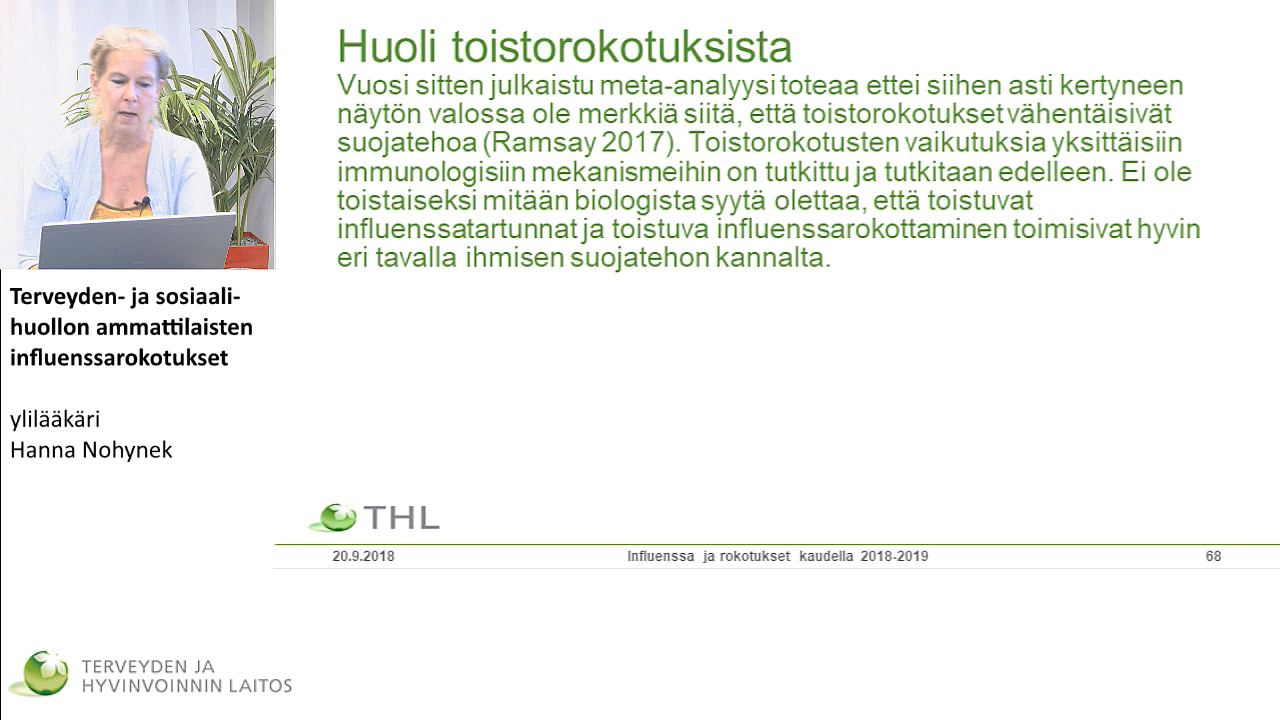 Huoli toistorokotuksista
Vuosi sitten julkaistu meta-analyysi toteaa ettei siihen asti kertyneen
näytön valossa ole merkkiä siitä, että toistorokotukset vähentäisivät
suojatehoa (Ramsay 2017). Toistorokotusten vaikutuksia yksittäisiin
immunologisiin mekanismeihin on tutkittu ja tutkitaan edelleen. Ei ole
toistaiseksi mitään biologista syytä olettaa, että toistuvat
influenssatartunnat ja toistuva influenssarokottaminen toimisivat hyvin
eri tavalla ihmisen suojatehon kannalta.
Terveyden- ja sosiaali-
huollon ammattilaisten
influenssarokotukset
ylilääkäri
Hanna Nohynek
THL
20.9.2018 Influenssa ja rokotukset kaudella 2018-2019 68
TERVEYDEN JA
HYVINVOINNIN LAITOS